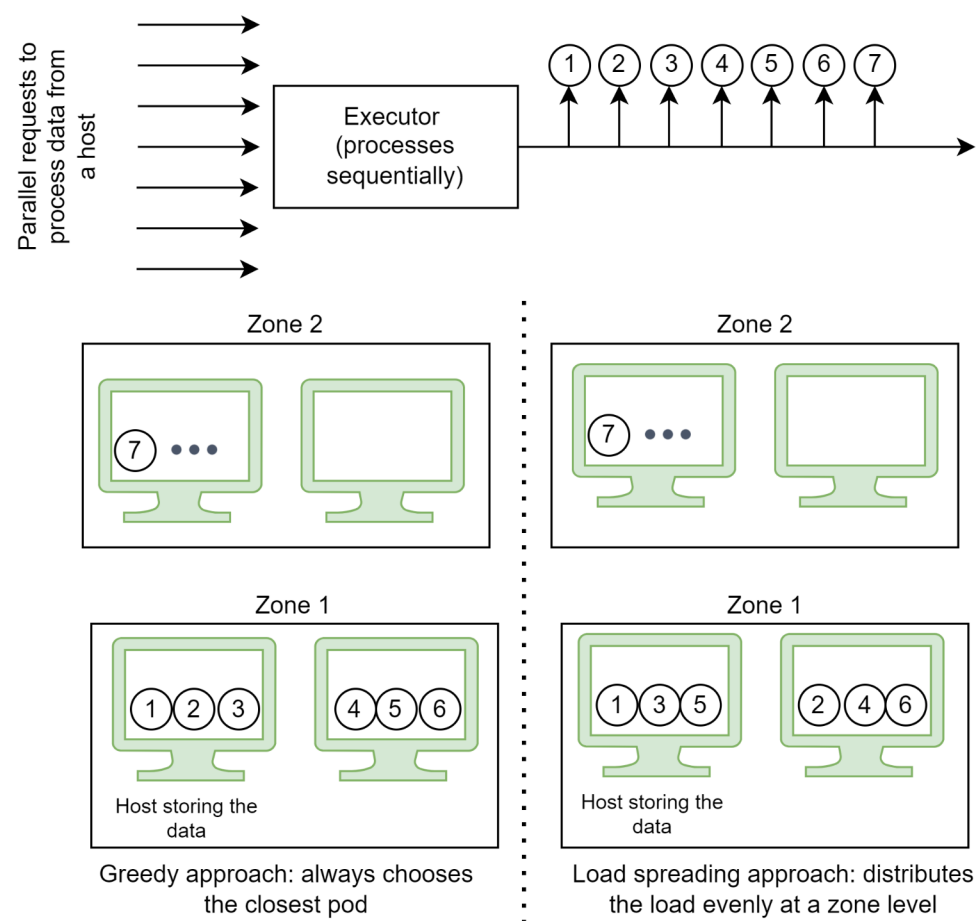 Parallel requests to
process data from
a host
Executor
(processes
sequentially)
1 2 3 4 5 6 7
Zone 2
7
Zone 1
1 2 3 4 5 6
Host storing the
data
Greedy approach: always chooses
the closest pod
Zone 2
7
Zone 1
1 3 5 2 4 6
Host storing the
data
Load spreading approach: distributes
the load evenly at a zone level